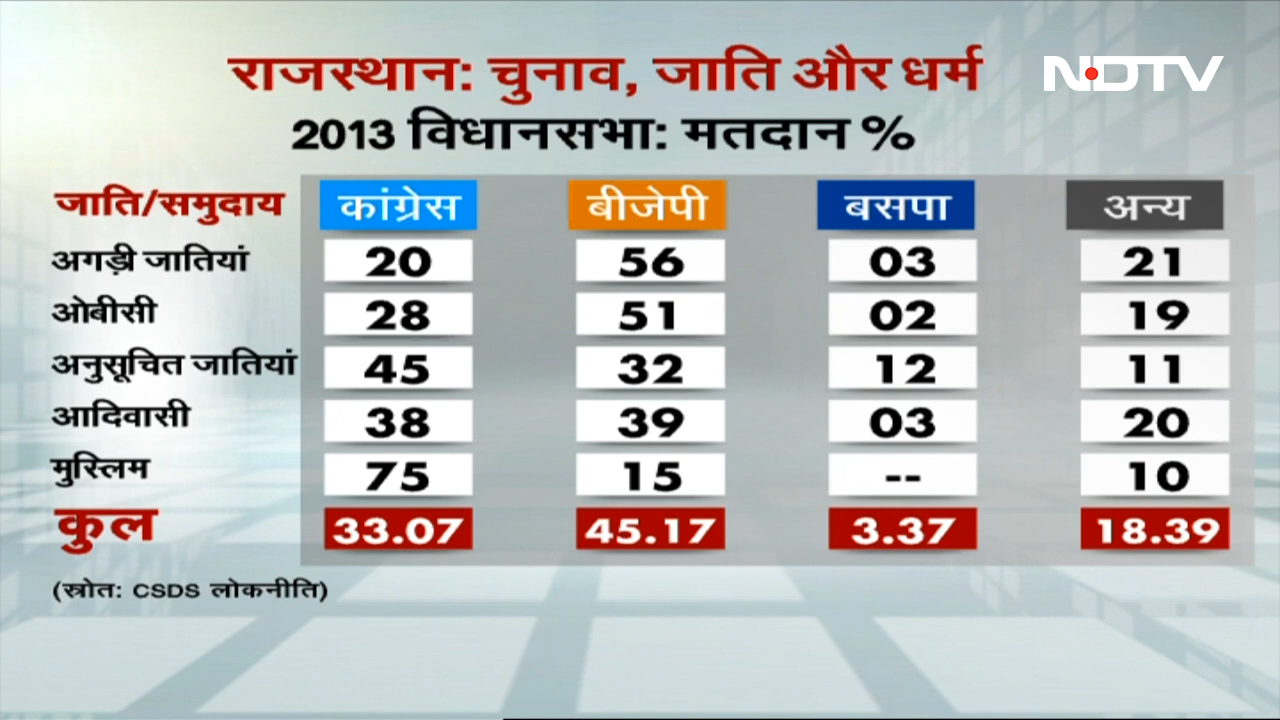 राजस्थान: चुनाव, जाति और धर्म
NDTV
2013 विधानसभा: मतदान %
जाति/समुदाय कांग्रेस बीजेपी बसपा अन्य
अगड़ी जातियां 20 56 03 21
ओबीसी 28 51 02 19
अनुसूचित जातियां 45 32 12 11
आदिवासी 38 39 03 20
मुस्लिम 75 15 -- 10
कुल 33.07 45.17 3.37 18.39
(स्रोत: CSDS लोकनीति)